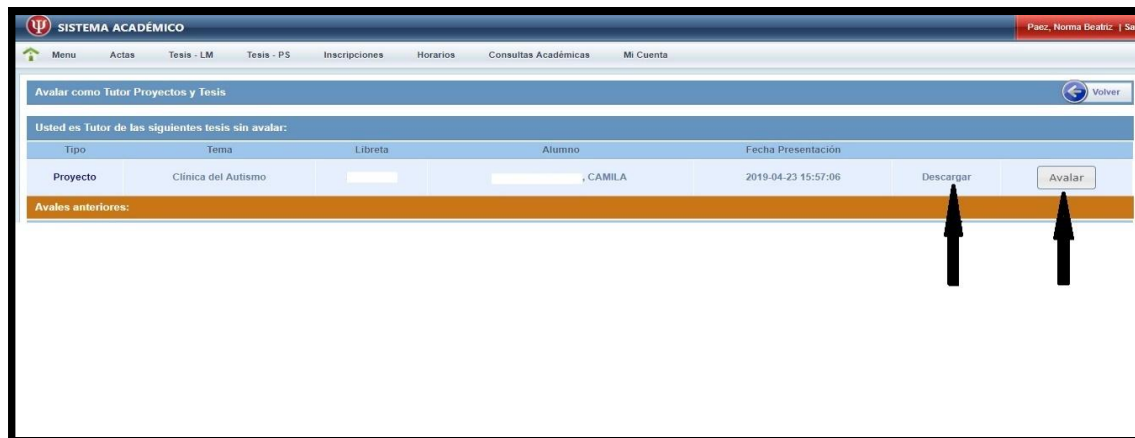 SISTEMA ACADÉMICO
Paez, Norma Beatriz | Sa
Menu Actas Tesis - LM Tesis - PS Inscripciones Horarios Consultas Académicas Mi Cuenta
Avalar como Tutor Proyectos y Tesis Volver
Usted es Tutor de las siguientes tesis sin avalar:
Tipo Tema Libreta Alumno Fecha Presentación
Proyecto Clínica del Autismo , CAMILA 2019-04-23 15:57:06 Descargar Avalar
Avales anteriores: